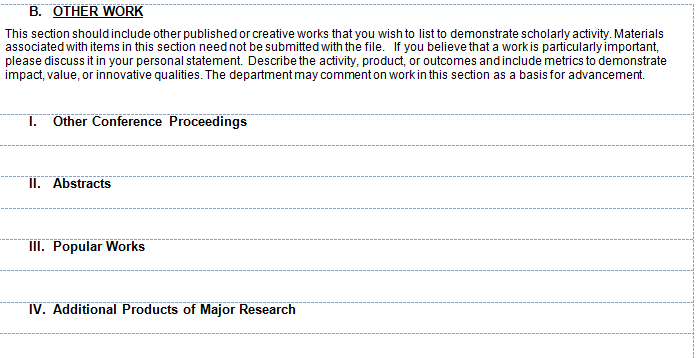 B. OTHER WORK
This section should include other published or creative works that you wish to list to demonstrate scholarly activity. Materials
associated with items in this section need not be submitted with the file. If you believe that a work is particularly important,
please discuss it in your personal statement. Describe the activity, product, or outcomes and include metrics to demonstrate
impact, value, or innovative qualities. The department may comment on work in this section as a basis for advancement.
I. Other Conference Proceedings
II. Abstracts
III. Popular Works
IV. Additional Products of Major Research